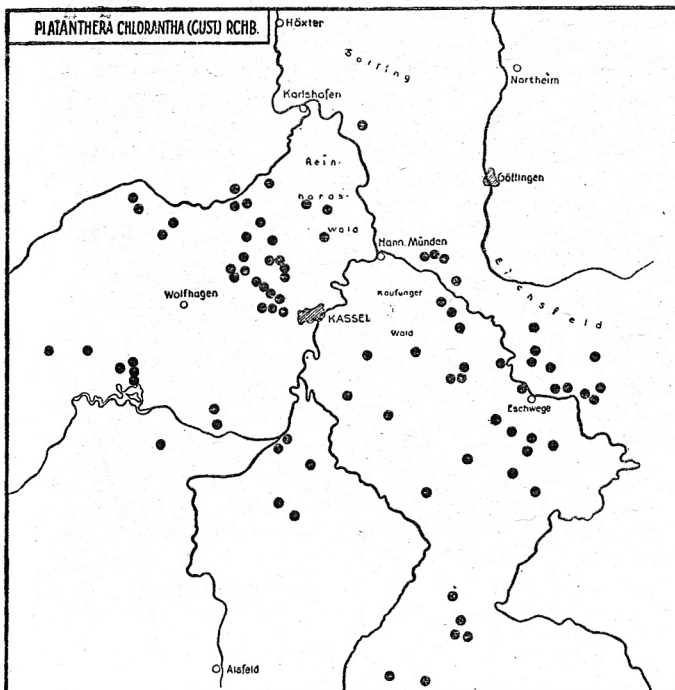 PLATANTHERA CHLORANTHA (CUST.) RCHB.
Höxter
Solling
Northeim
Karlshafen
Rein-
hards
wald
Göttingen
Hann. Münden
Eichsfeld
Kaufunger
Wald
Wolfhagen
KASSEL
Eschwege
Alsfeld